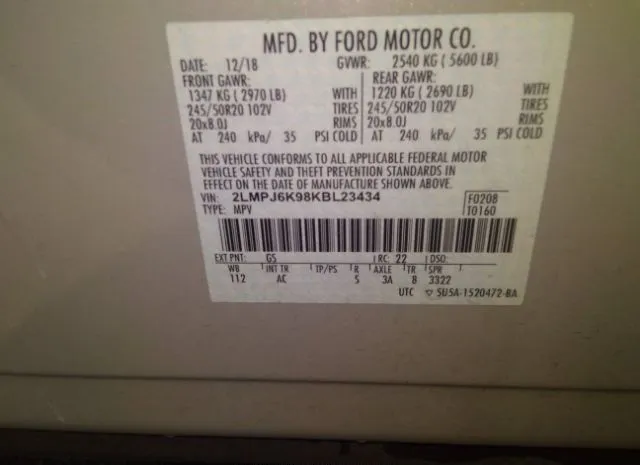 MFD. BY FORD MOTOR CO.
DATE: 12/18 GVWR: 2540 KG ( 5600 LB)
FRONT GAWR: REAR GAWR:
1347 KG ( 2970 LB) WITH 1220 KG ( 2690 LB) WITH
245/50R20 102V TIRES 245/50R20 102V TIRES
20x8.0J RIMS 20x8.0J RIMS
AT 240 kPa/ 35 PSI COLD AT 240 kPa/ 35 PSI COLD
THIS VEHICLE CONFORMS TO ALL APPLICABLE FEDERAL MOTOR
VEHICLE SAFETY AND THEFT PREVENTION STANDARDS IN
EFFECT ON THE DATE OF MANUFACTURE SHOWN ABOVE.
VIN: 2LMPJ6K98KBL23434 F0208
TYPE: MPV T0160
EXT PNT: GS RC: 22 DSO:
WB INT TR TP/PS R AXLE TR SPR
112 AC S 3A 8 3322
UTC ▽ 5U5A-1520472-BA